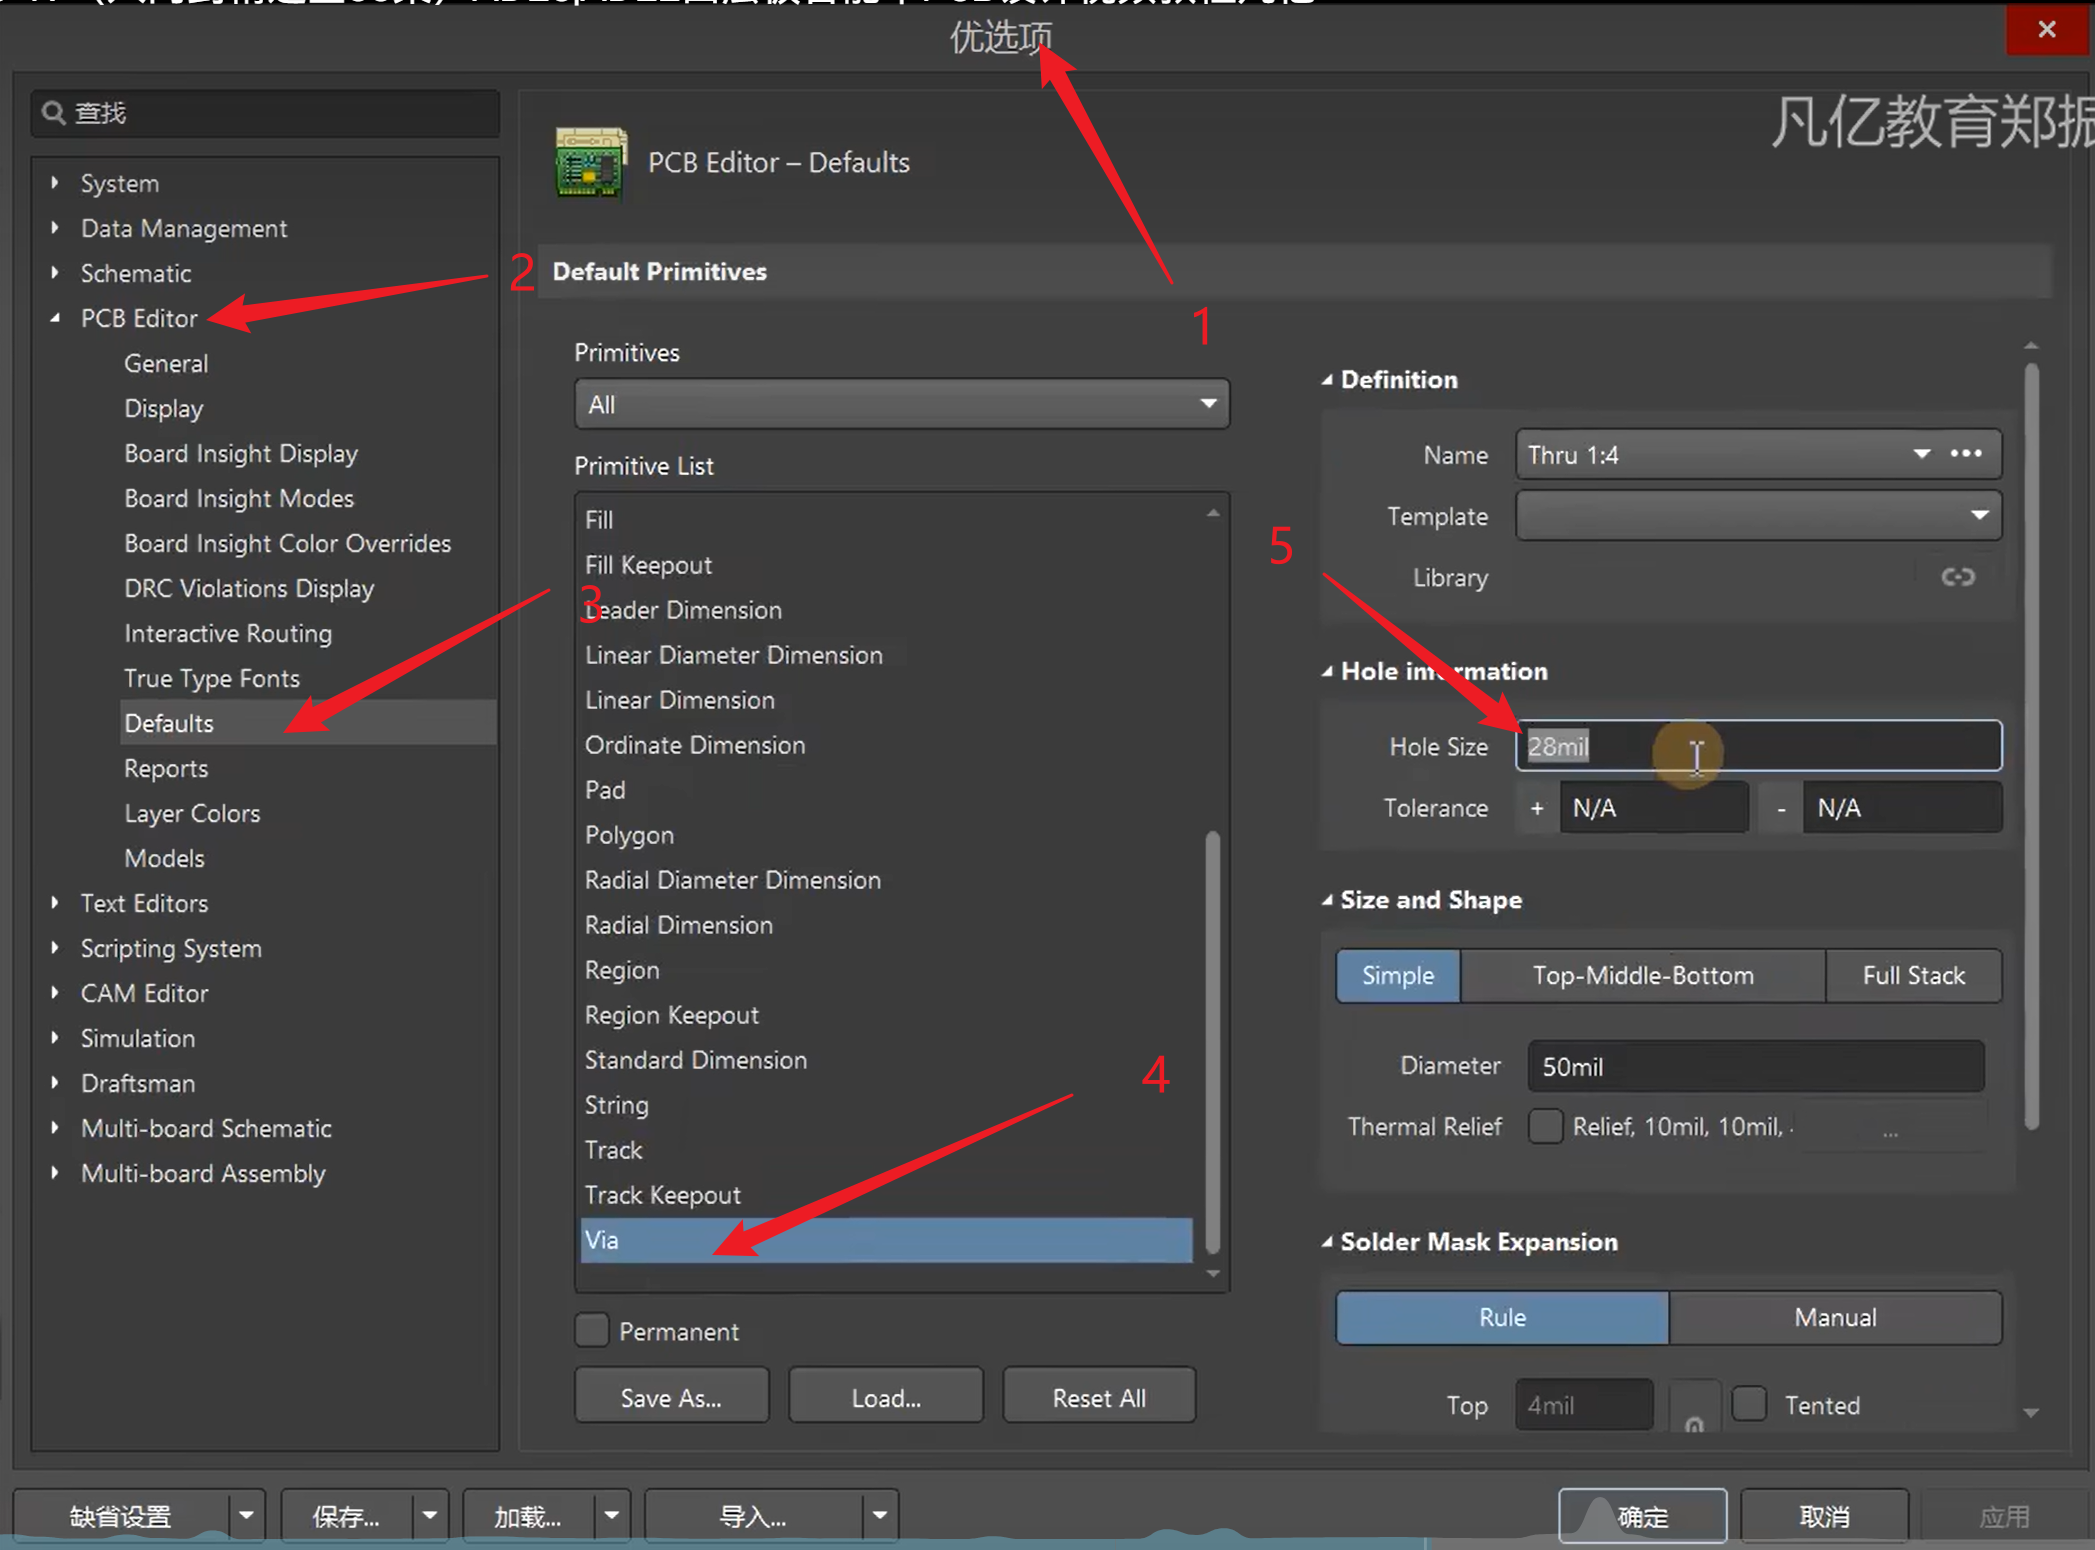 优选项
查找
凡亿教育郑振
PCB Editor – Defaults
System
Data Management
Schematic
PCB Editor
General
Display
Board Insight Display
Board Insight Modes
Board Insight Color Overrides
DRC Violations Display
Interactive Routing
True Type Fonts
Defaults
Reports
Layer Colors
Models
Text Editors
Scripting System
CAM Editor
Simulation
Draftsman
Multi-board Schematic
Multi-board Assembly
2
3
Default Primitives
1
Primitives
All
Primitive List
Fill
Fill Keepout
Leader Dimension
Linear Diameter Dimension
Linear Dimension
Ordinate Dimension
Pad
Polygon
Radial Diameter Dimension
Radial Dimension
Region
Region Keepout
Standard Dimension
String
Track
Track Keepout
Via
4
Permanent
Save As...
Load...
Reset All
5
Definition
Name Thru 1:4 •••
Template
Library
Hole information
Hole Size 28mil
Tolerance + N/A - N/A
Size and Shape
Simple Top-Middle-Bottom Full Stack
Diameter 50mil
Thermal Relief Relief, 10mil, 10mil, ...
Solder Mask Expansion
Rule Manual
Top 4mil Tented
缺省设置 保存... 加载... 导入... 确定 取消 应用